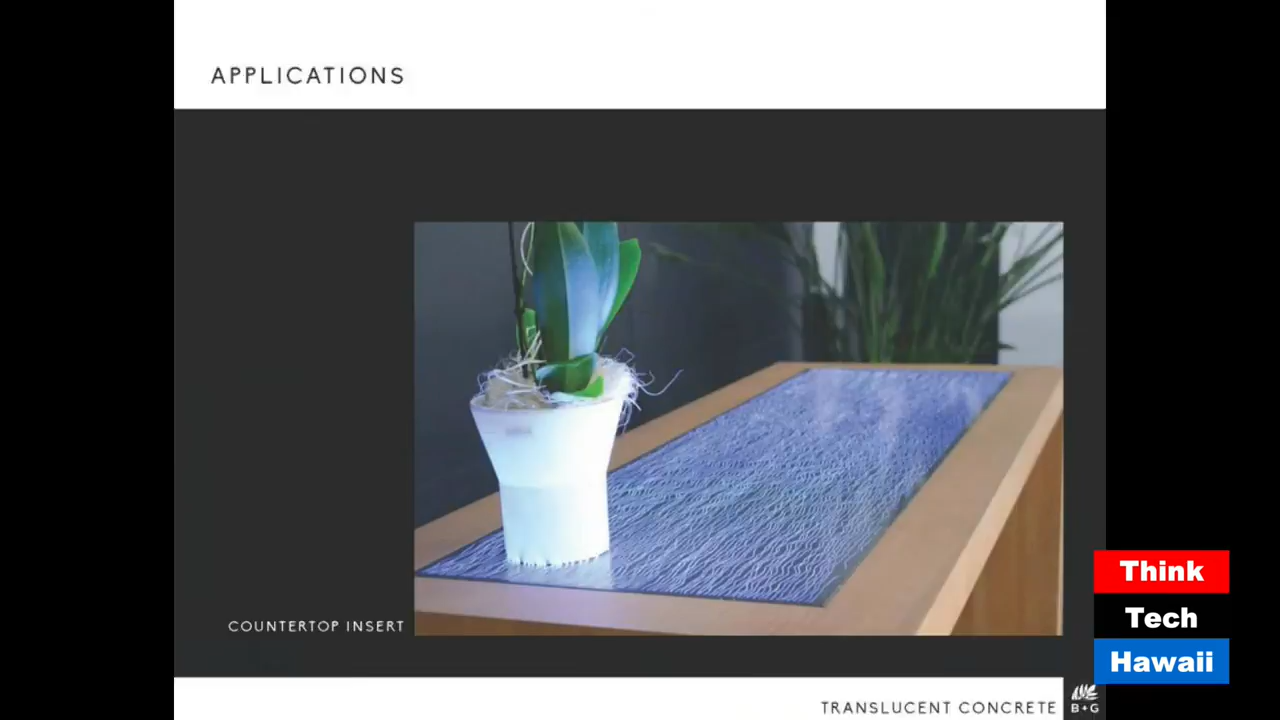 APPLICATIONS
COUNTERTOP INSERT
TRANSLUCENT CONCRETE
B+G
Think
Tech
Hawaii